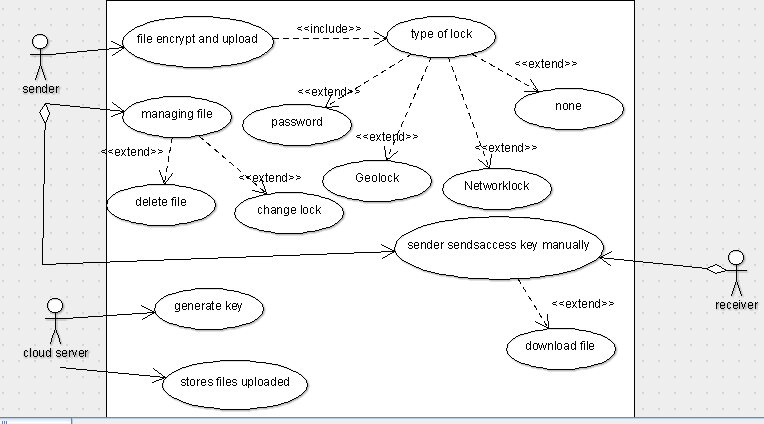 file encrypt and upload
<<include>>
type of lock
sender
<<extend>>
<<extend>>
none
managing file
password
<<extend>>
<<extend>>
<<extend>>
<<extend>>
Geolock
Networklock
delete file
change lock
sender sendsaccess key manually
receiver
generate key
<<extend>>
cloud server
download file
stores files uploaded